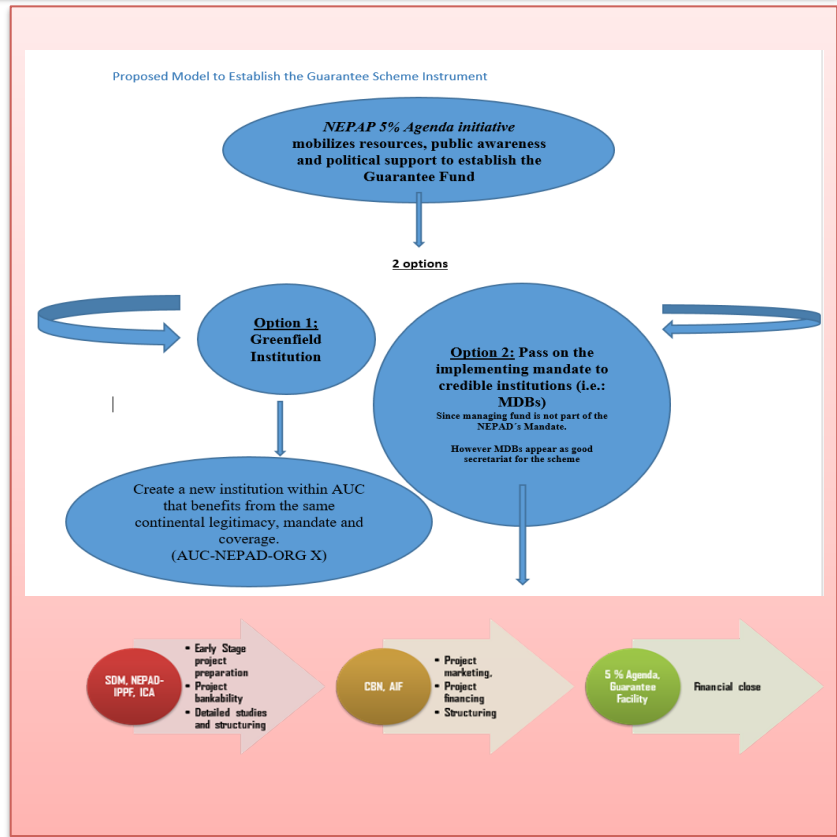 Proposed Model to Establish the Guarantee Scheme Instrument
NEPAP 5% Agenda initiative
mobilizes resources, public awareness
and political support to establish the
Guarantee Fund
2 options
Option 1:
Greenfield
Institution
Option 2: Pass on the
implementing mandate to
credible institutions (i.e.:
MDBs)
Since managing fund is not part of the
NEPAD´s Mandate.
However MDBs appear as good
secretariat for the scheme
Create a new institution within AUC
that benefits from the same
continental legitimacy, mandate and
coverage.
(AUC-NEPAD-ORG X)
SDM, NEPAD-
IPPF, ICA
▪ Early Stage
project
preparation
▪ Project
bankability
▪ Detailed studies
and structuring
CBN, AIF
▪ Project
marketing,
▪ Project
financing
▪ Structuring
5 % Agenda,
Guarantee
Facility
Financial close